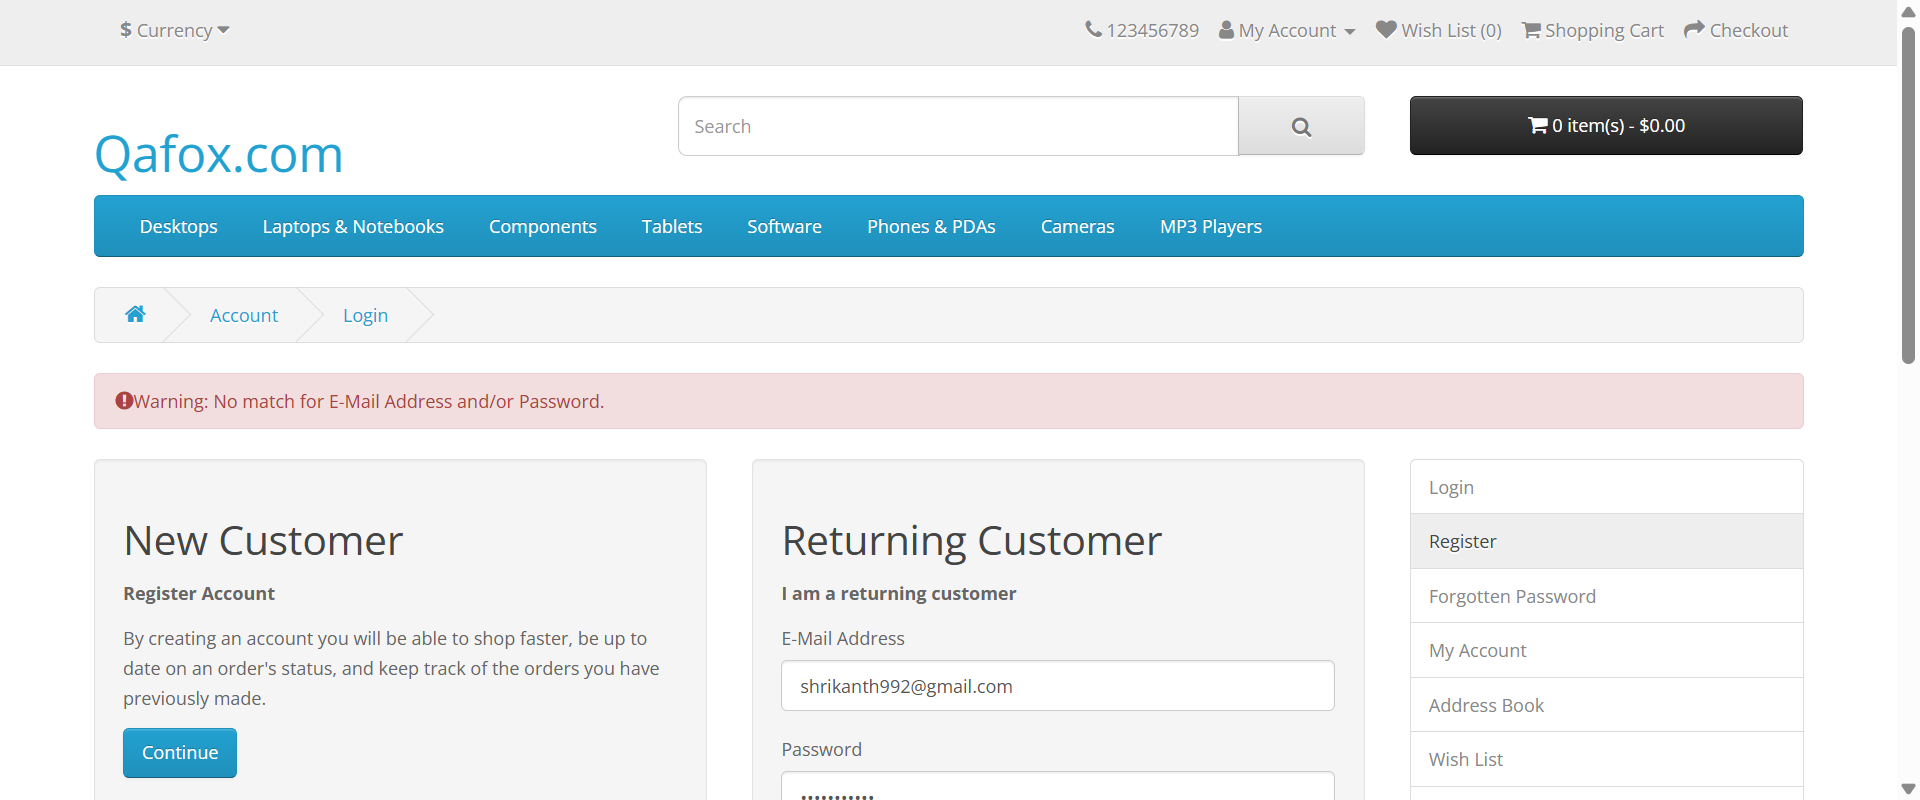 $ Currency
123456789 My Account Wish List (0) Shopping Cart Checkout
Qafox.com
Search
0 item(s) - $0.00
Desktops Laptops & Notebooks Components Tablets Software Phones & PDAs Cameras MP3 Players
Account Login
Warning: No match for E-Mail Address and/or Password.
New Customer
Register Account
By creating an account you will be able to shop faster, be up to
date on an order's status, and keep track of the orders you have
previously made.
Continue
Returning Customer
I am a returning customer
E-Mail Address
shrikanth992@gmail.com
Password
Login
Register
Forgotten Password
My Account
Address Book
Wish List